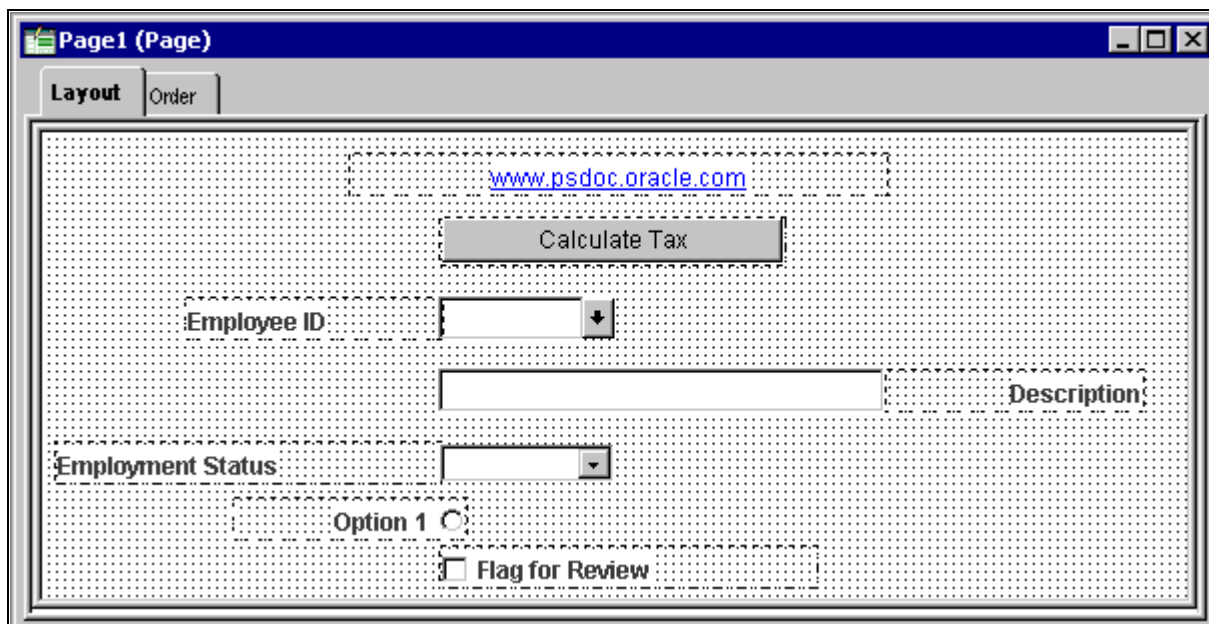 Page1 (Page)
Layout Order
www.psdoc.oracle.com
Calculate Tax
Employee ID
Description
Employment Status
Option 1
Flag for Review